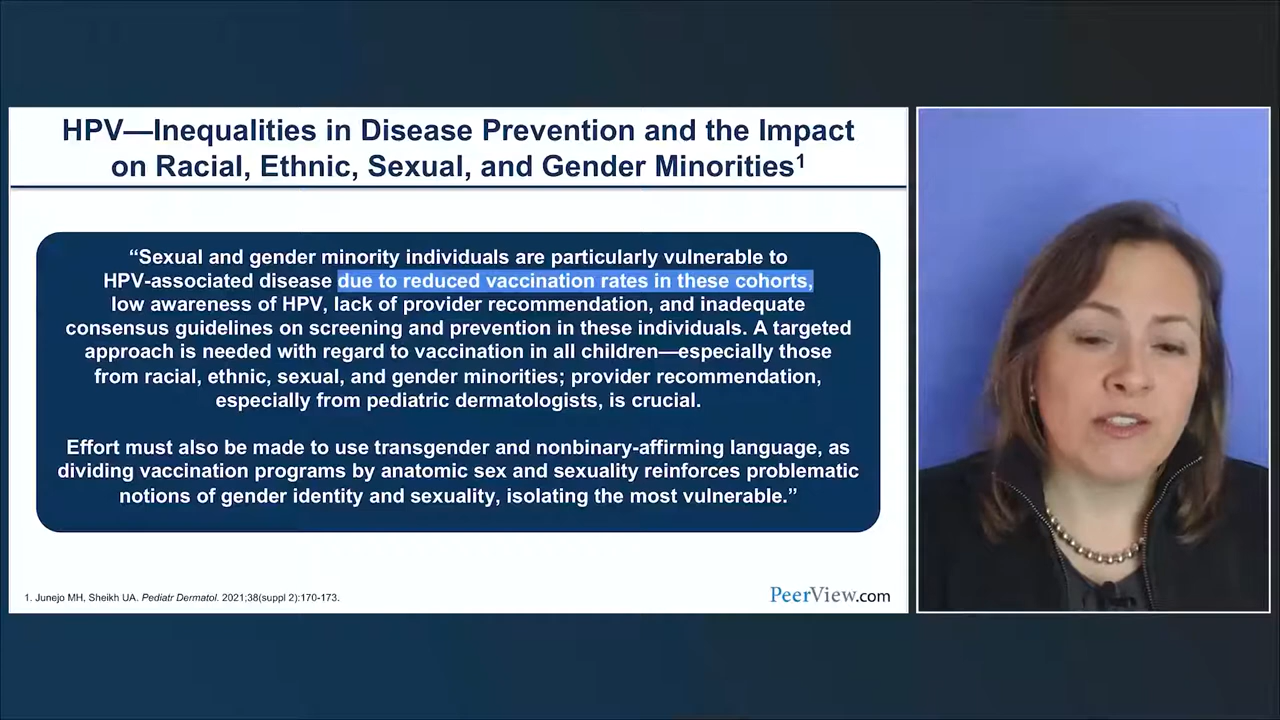 HPV—Inequalities in Disease Prevention and the Impact
on Racial, Ethnic, Sexual, and Gender Minorities¹
“Sexual and gender minority individuals are particularly vulnerable to
HPV-associated disease due to reduced vaccination rates in these cohorts,
low awareness of HPV, lack of provider recommendation, and inadequate
consensus guidelines on screening and prevention in these individuals. A targeted
approach is needed with regard to vaccination in all children—especially those
from racial, ethnic, sexual, and gender minorities; provider recommendation,
especially from pediatric dermatologists, is crucial.
Effort must also be made to use transgender and nonbinary-affirming language, as
dividing vaccination programs by anatomic sex and sexuality reinforces problematic
notions of gender identity and sexuality, isolating the most vulnerable.”
1. Junejo MH, Sheikh UA. Pediatr Dermatol. 2021;38(suppl 2):170-173.
PeerView.com